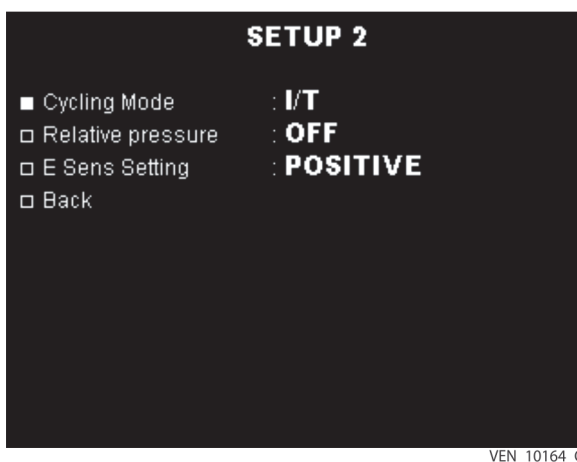 SETUP 2
Cycling Mode : I/T
Relative pressure : OFF
E Sens Setting : POSITIVE
Back
VEN 10164